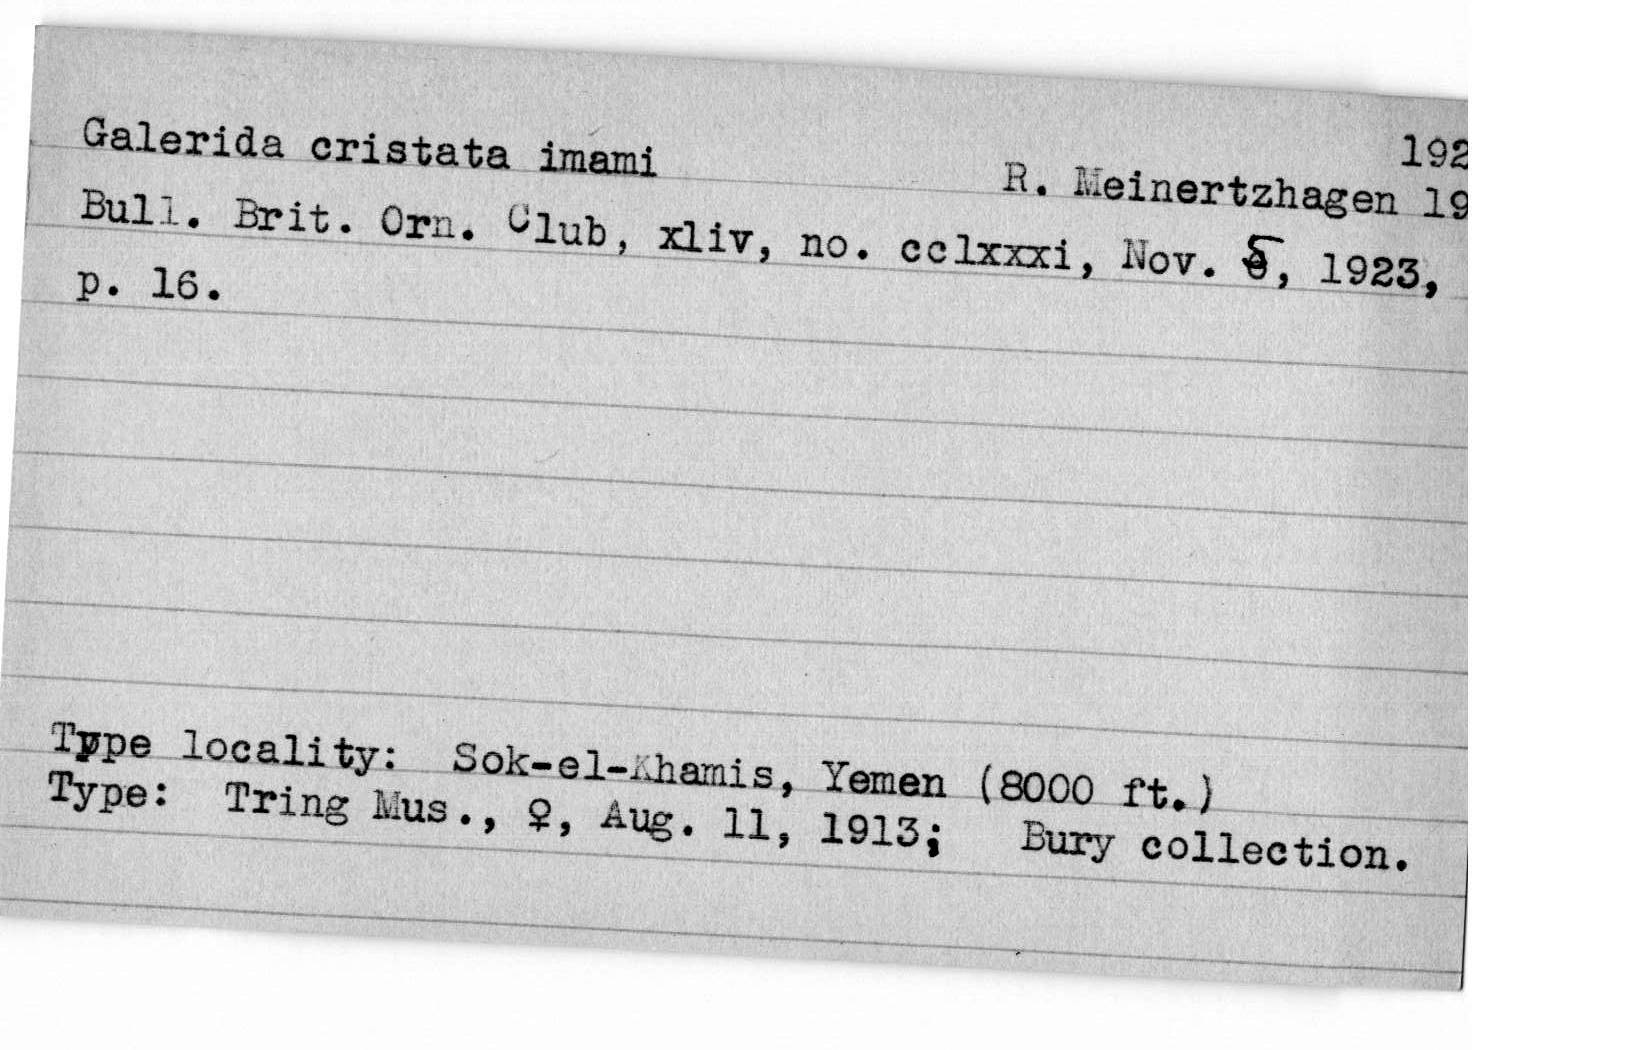 Galerida cristata imami
192
R. Meinertzhagen 19
Bull. Brit. Orn. Club, xliv, no. cclxxxi, Nov. 5, 1923,
p. 16.
Type locality: Sok-el-Khamis, Yemen (8000 ft.)
Type: Tring Mus., ♀, Aug. 11, 1913; Bury collection.